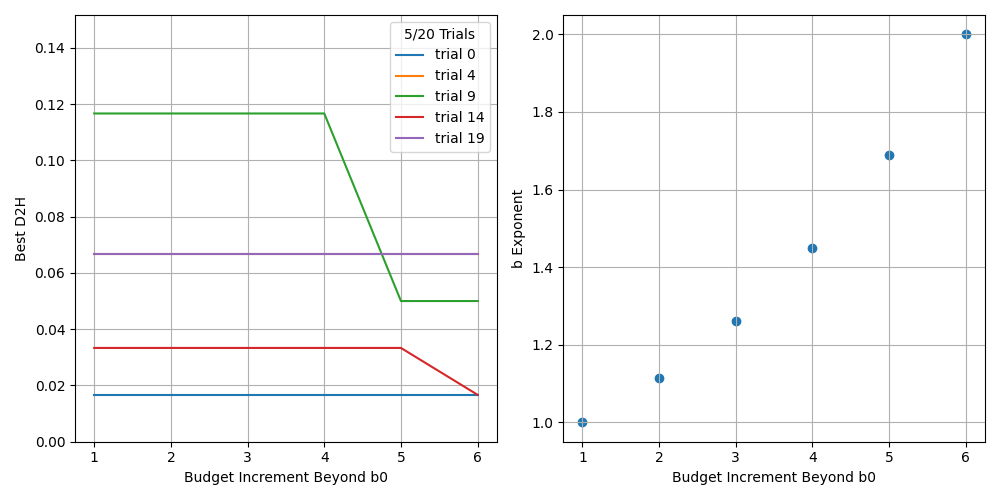 5/20 Trials
trial 0
trial 4
trial 9
trial 14
trial 19
0.14
0.12
0.10
0.08
0.06
0.04
0.02
0.00
Best D2H
1 2 3 4 5 6
Budget Increment Beyond b0
2.0
1.8
1.6
1.4
1.2
1.0
b Exponent
1 2 3 4 5 6
Budget Increment Beyond b0